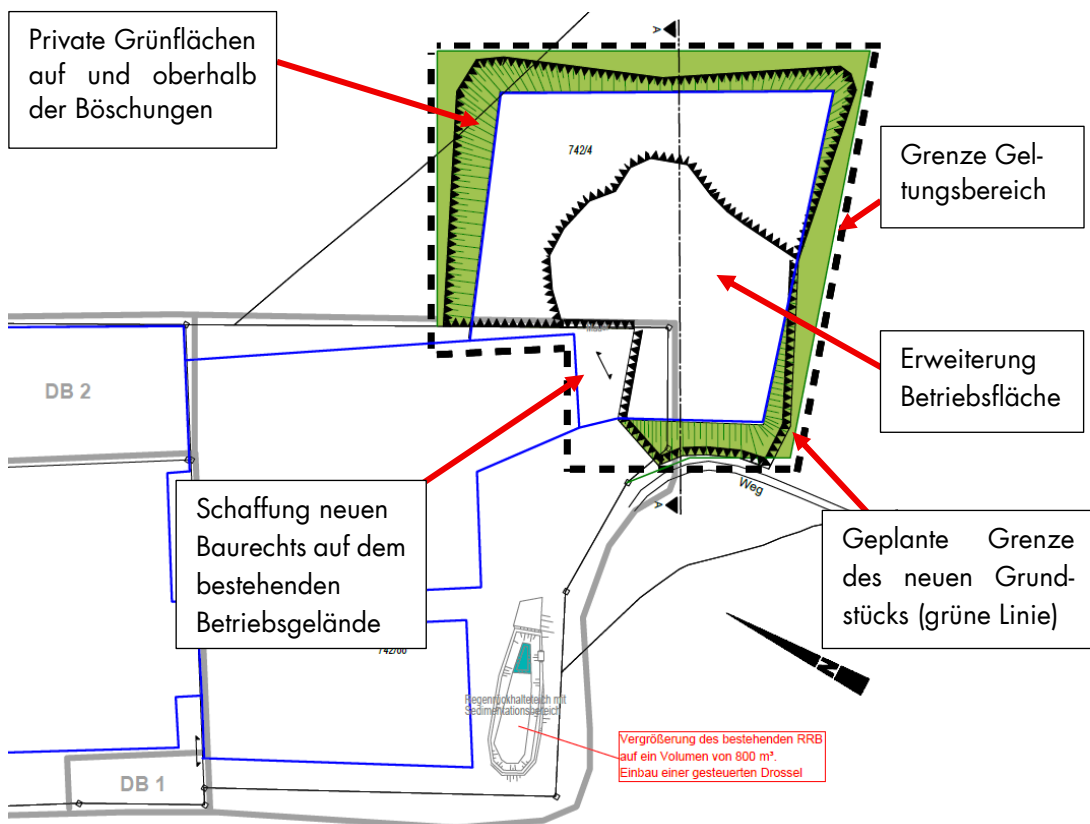 Private Grünflächen
auf und oberhalb
der Böschungen
A
742/4
Grenze Gel-
tungsbereich
Erweiterung
Betriebsfläche
DB 2
Schaffung neuen
Baurechts auf dem
bestehenden
Betriebsgelände
A
Weg
Geplante Grenze
des neuen Grund-
stücks (grüne Linie)
N
Regenrückhalteteich mit
Sedimentationsbereich
Vergrößerung des bestehenden RRB
auf ein Volumen von 800 m³.
Einbau einer gesteuerten Drossel
DB 1